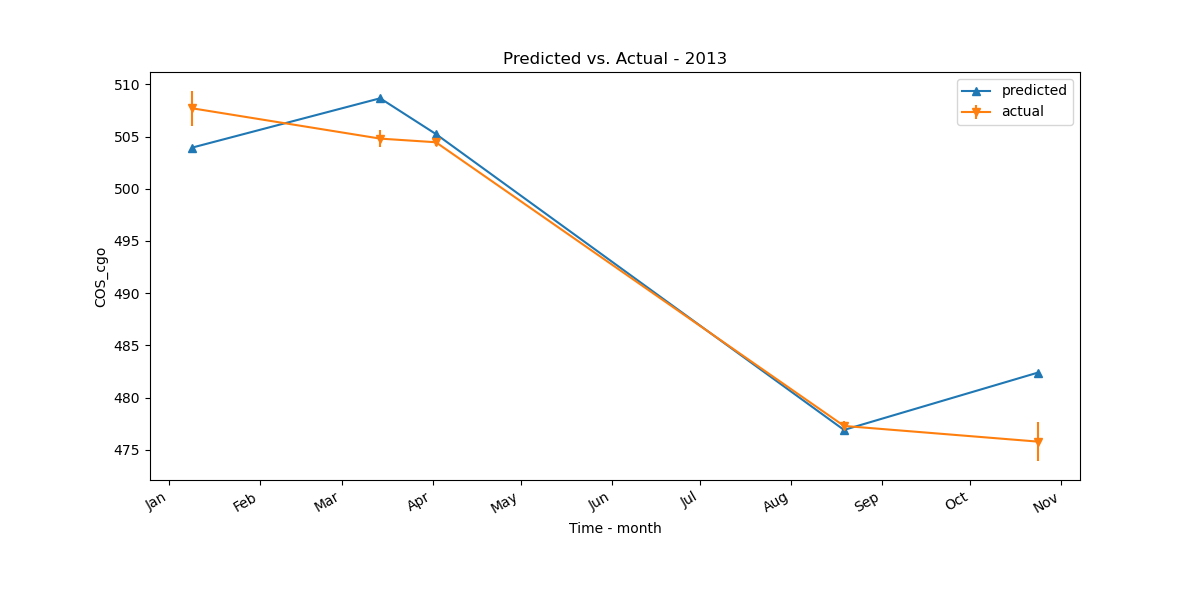 Predicted vs. Actual - 2013
predicted
actual
510
505
500
495
490
485
480
475
COS_cgo
Jan
Feb
Mar
Apr
May
Jun
Jul
Aug
Sep
Oct
Nov
Time - month